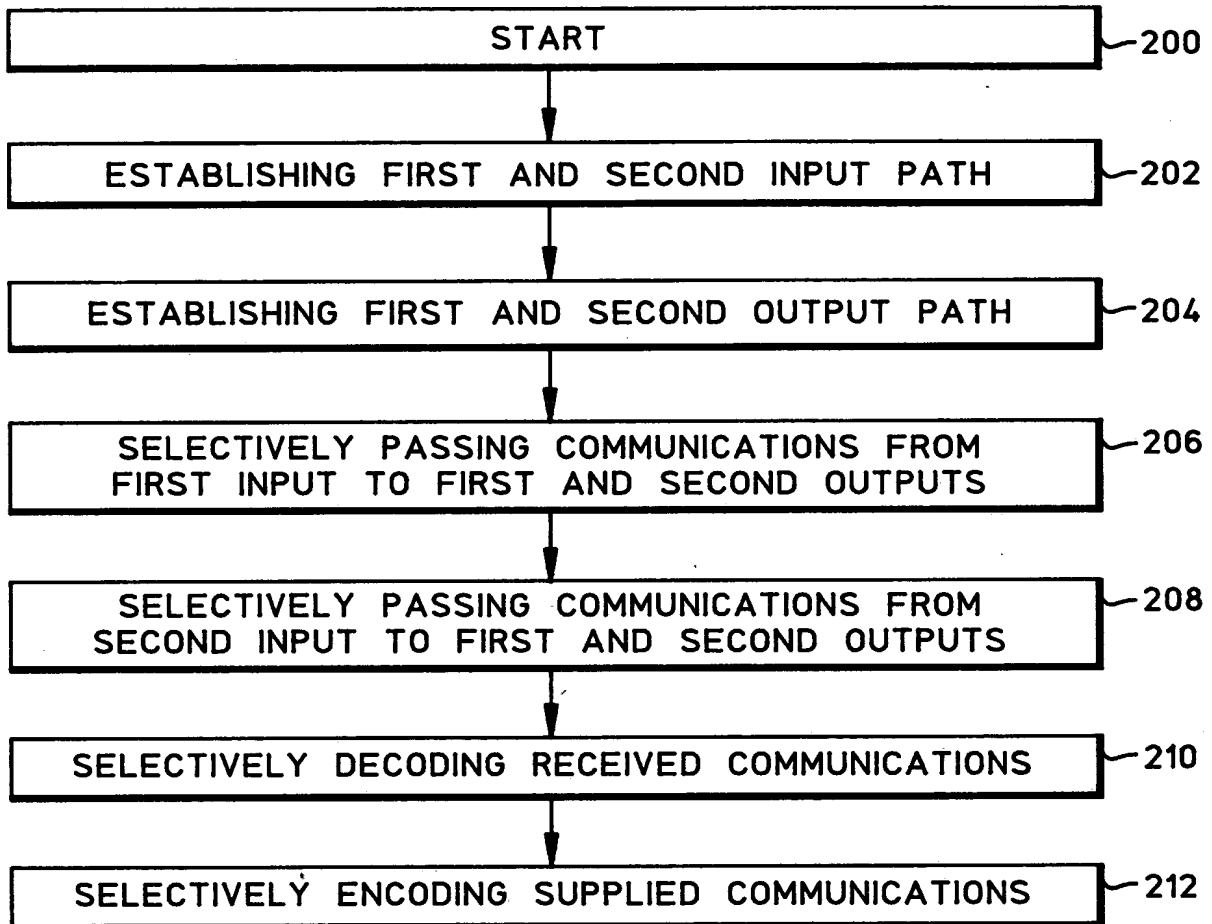 START
200
ESTABLISHING FIRST AND SECOND INPUT PATH
202
ESTABLISHING FIRST AND SECOND OUTPUT PATH
204
SELECTIVELY PASSING COMMUNICATIONS FROM
FIRST INPUT TO FIRST AND SECOND OUTPUTS
206
SELECTIVELY PASSING COMMUNICATIONS FROM
SECOND INPUT TO FIRST AND SECOND OUTPUTS
208
SELECTIVELY DECODING RECEIVED COMMUNICATIONS
210
SELECTIVELY ENCODING SUPPLIED COMMUNICATIONS
212